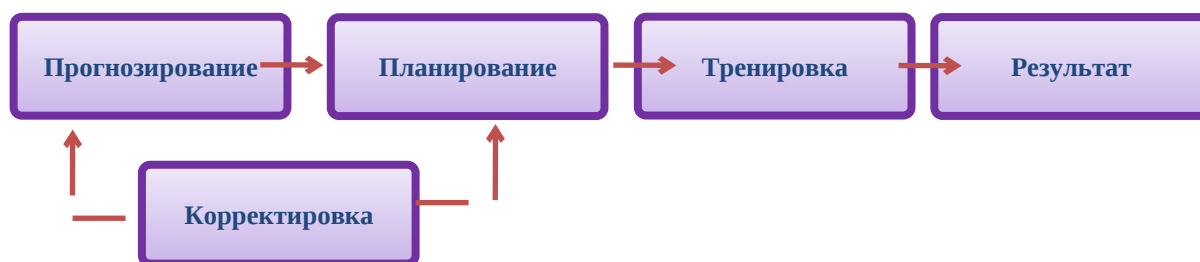 Прогнозирование
Планирование
Тренировка
Результат
Корректировка